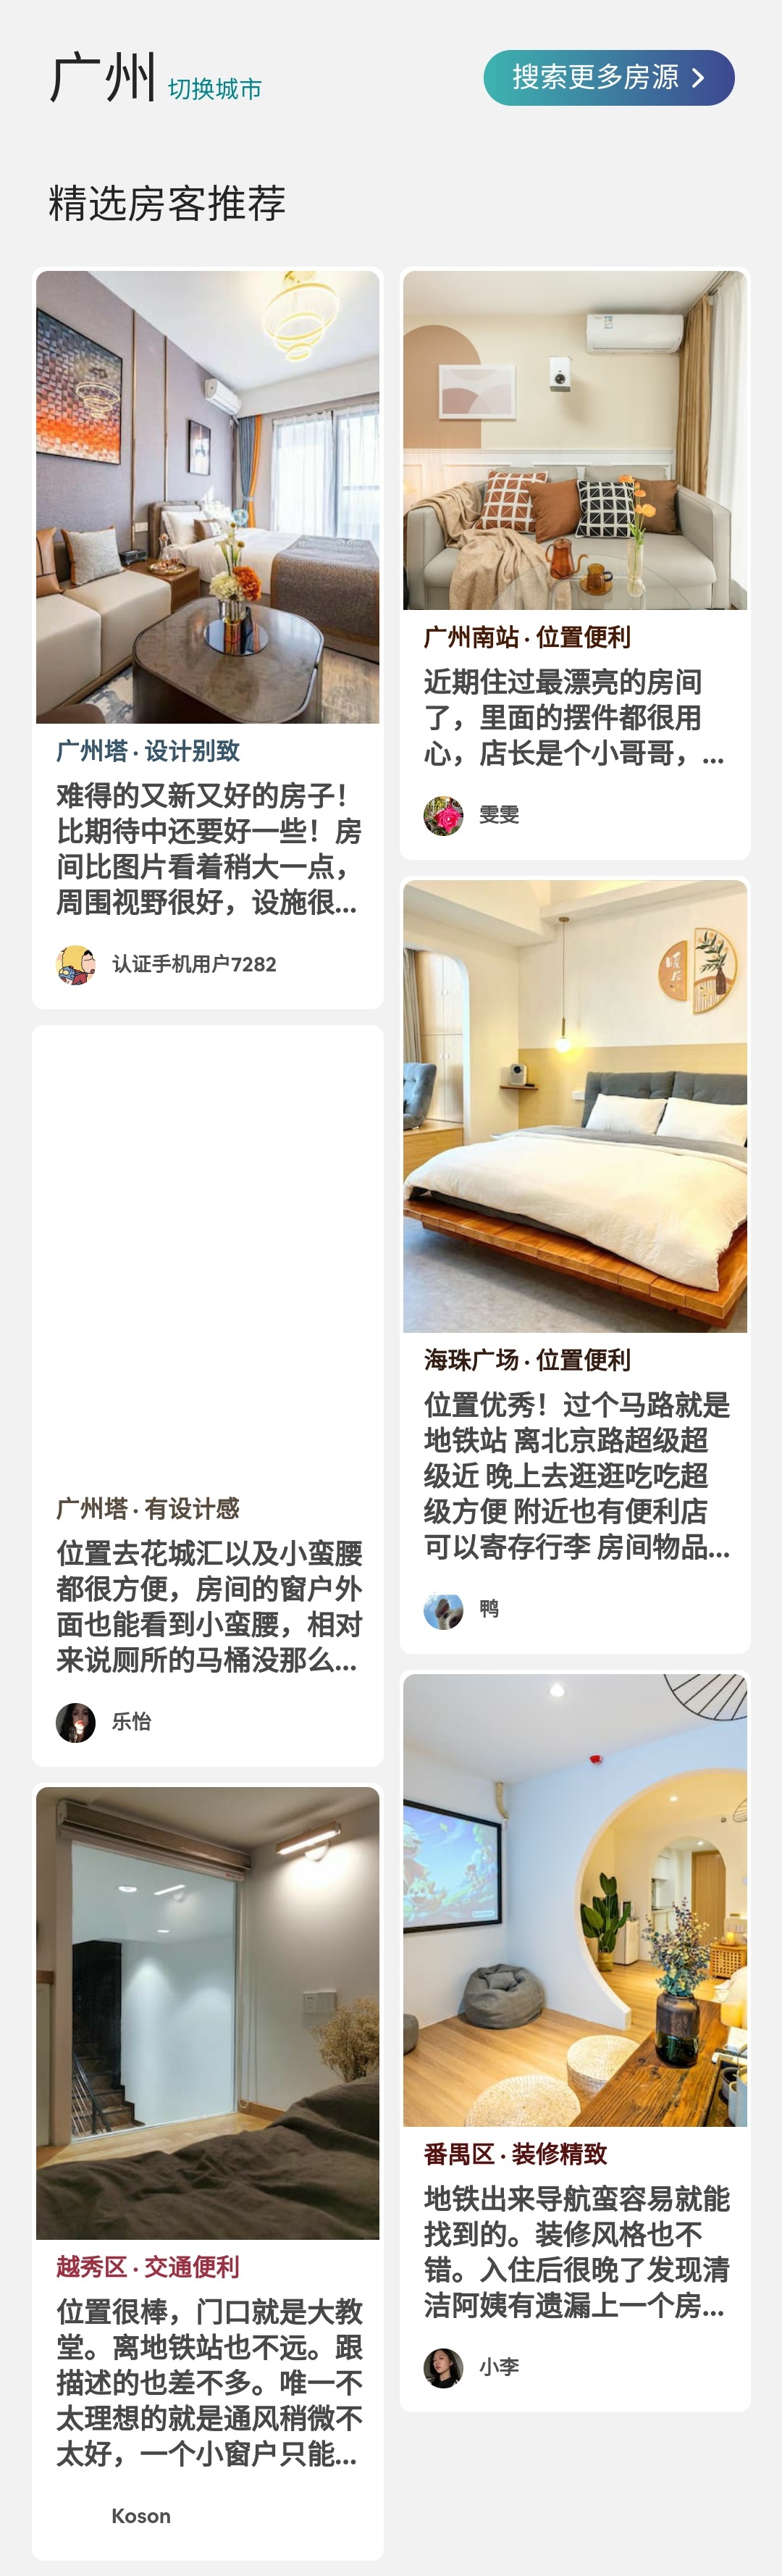 广州 切换城市
搜索更多房源
精选房客推荐
广州塔 · 设计别致
难得的又新又好的房子！
比期待中还要好一些！房
间比图片看着稍大一点，
周围视野很好，设施很...
认证手机用户7282
广州塔 · 有设计感
位置去花城汇以及小蛮腰
都很方便，房间的窗户外
面也能看到小蛮腰，相对
来说厕所的马桶没那么...
乐怡
越秀区 · 交通便利
位置很棒，门口就是大教
堂。离地铁站也不远。跟
描述的也差不多。唯一不
太理想的就是通风稍微不
太好，一个小窗户只能...
Koson
广州南站 · 位置便利
近期住过最漂亮的房间
了，里面的摆件都很用
心，店长是个小哥哥，...
雯雯
暖
海珠广场 · 位置便利
位置优秀！过个马路就是
地铁站 离北京路超级超
级近 晚上去逛逛吃吃超
级方便 附近也有便利店
可以寄存行李 房间物品...
鸭
番禺区 · 装修精致
地铁出来导航蛮容易就能
找到的。装修风格也不
错。入住后很晚了发现清
洁阿姨有遗漏上一个房...
小李